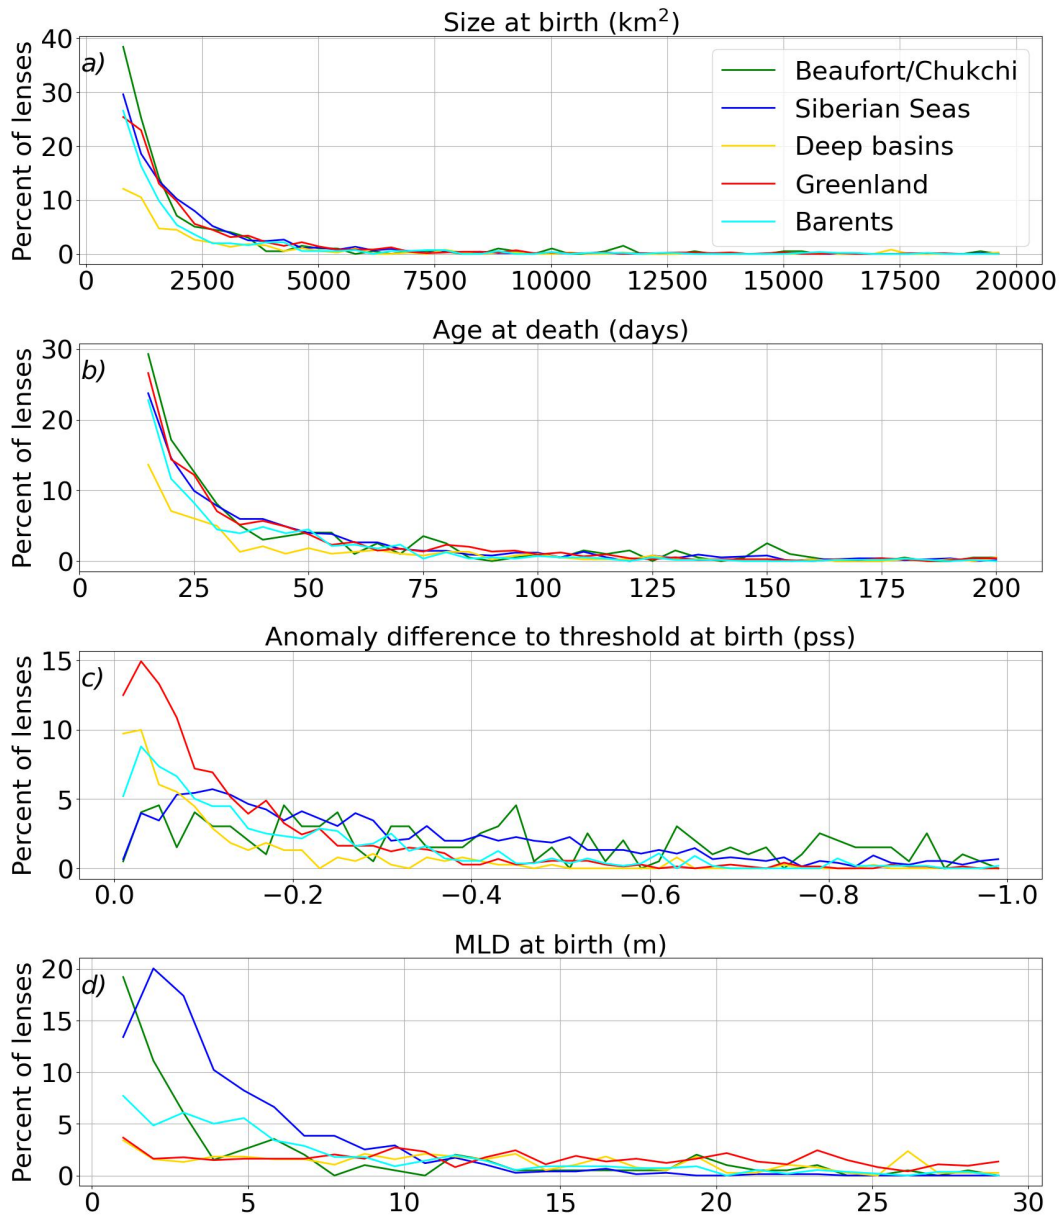 Size at birth (km²)
Percent of lenses
a)
40
30
20
10
0
Beaufort/Chukchi
Siberian Seas
Deep basins
Greenland
Barents
0 2500 5000 7500 10000 12500 15000 17500 20000
Age at death (days)
Percent of lenses
b)
30
20
10
0
0 25 50 75 100 125 150 175 200
Anomaly difference to threshold at birth (pss)
Percent of lenses
c)
15
10
5
0
0.0 −0.2 −0.4 −0.6 −0.8 −1.0
MLD at birth (m)
Percent of lenses
d)
20
15
10
5
0
0 5 10 15 20 25 30